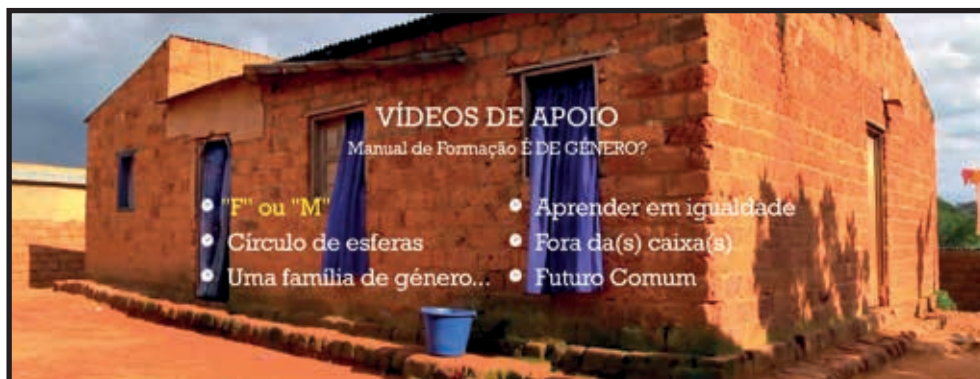 VÍDEOS DE APOIO
Manual de Formação É DE GÉNERO?
"F" ou "M"
Círculo de esferas
Uma família de género...
Aprender em igualdade
Fora da(s) caixa(s)
Futuro Comum